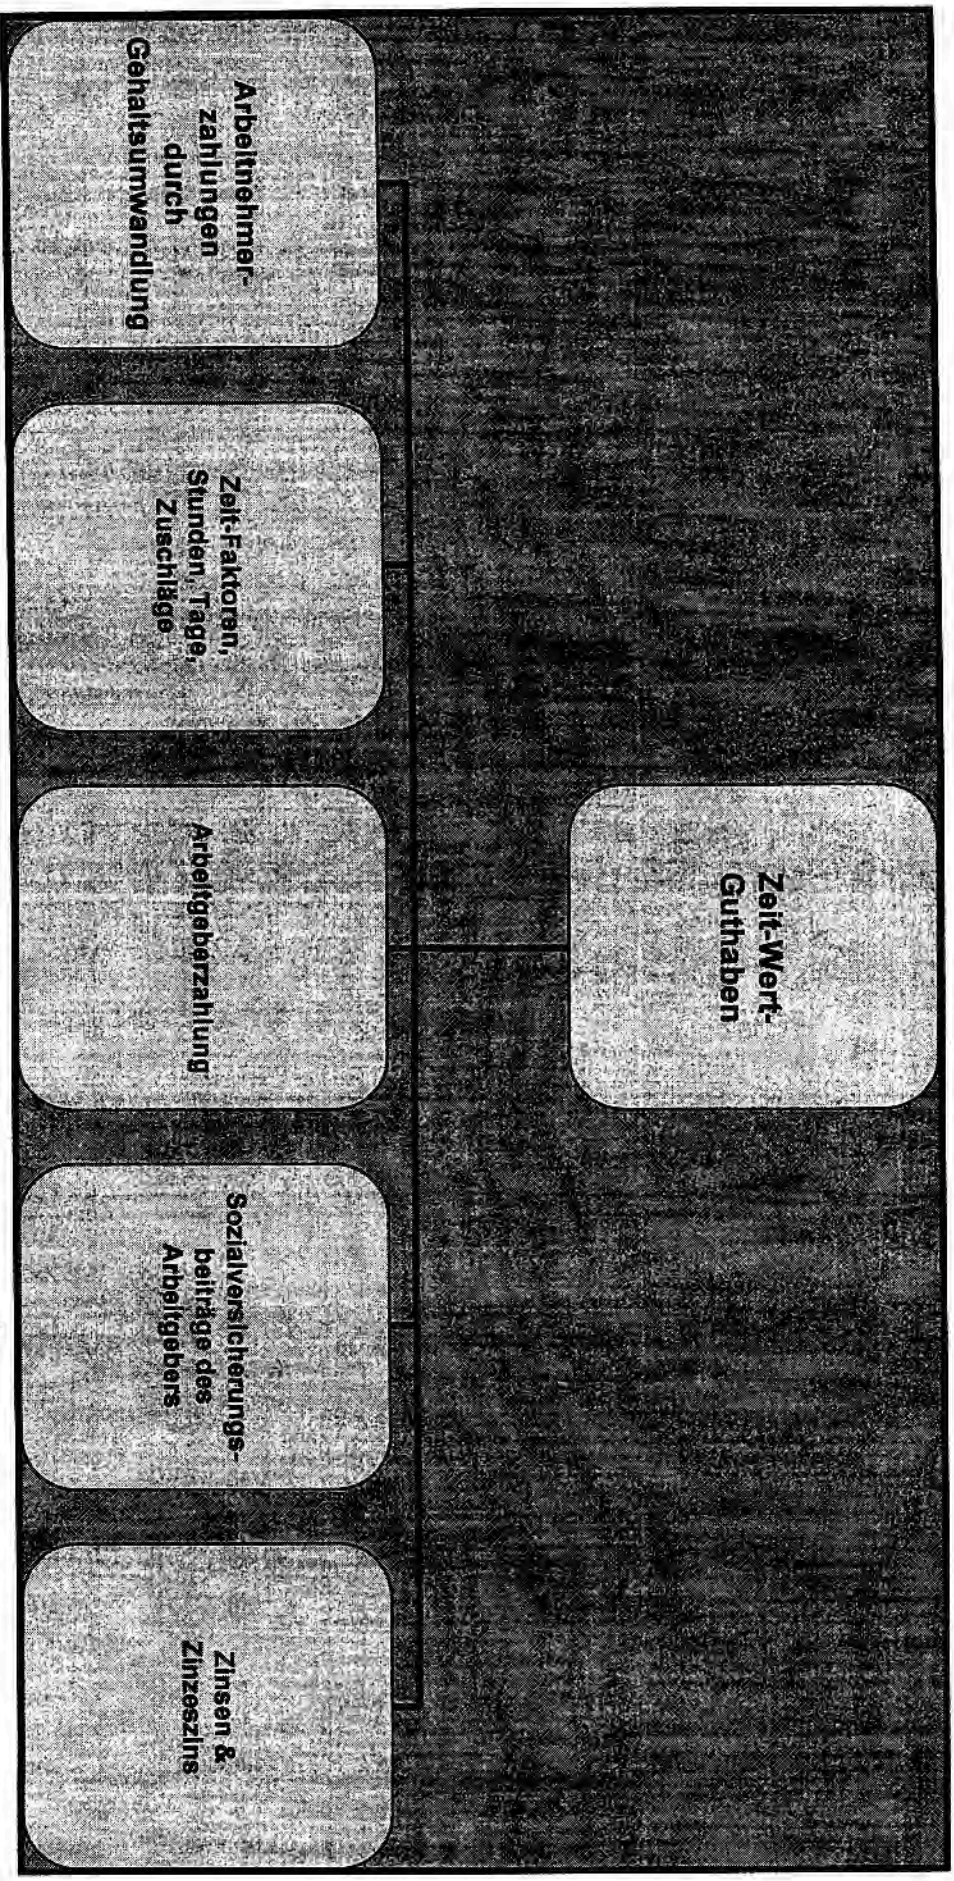 Zeit-Wert-
Guthaben
Arbeitnehmer-
zahlungen
durch
Gehaltsumwandlung
Zeit-Faktoren,
Stunden, Tage,
Zuschläge
Arbeitgeberzahlung
Sozialversicherungs-
beiträge des
Arbeitgebers
Zinsen &
Zinzeszins